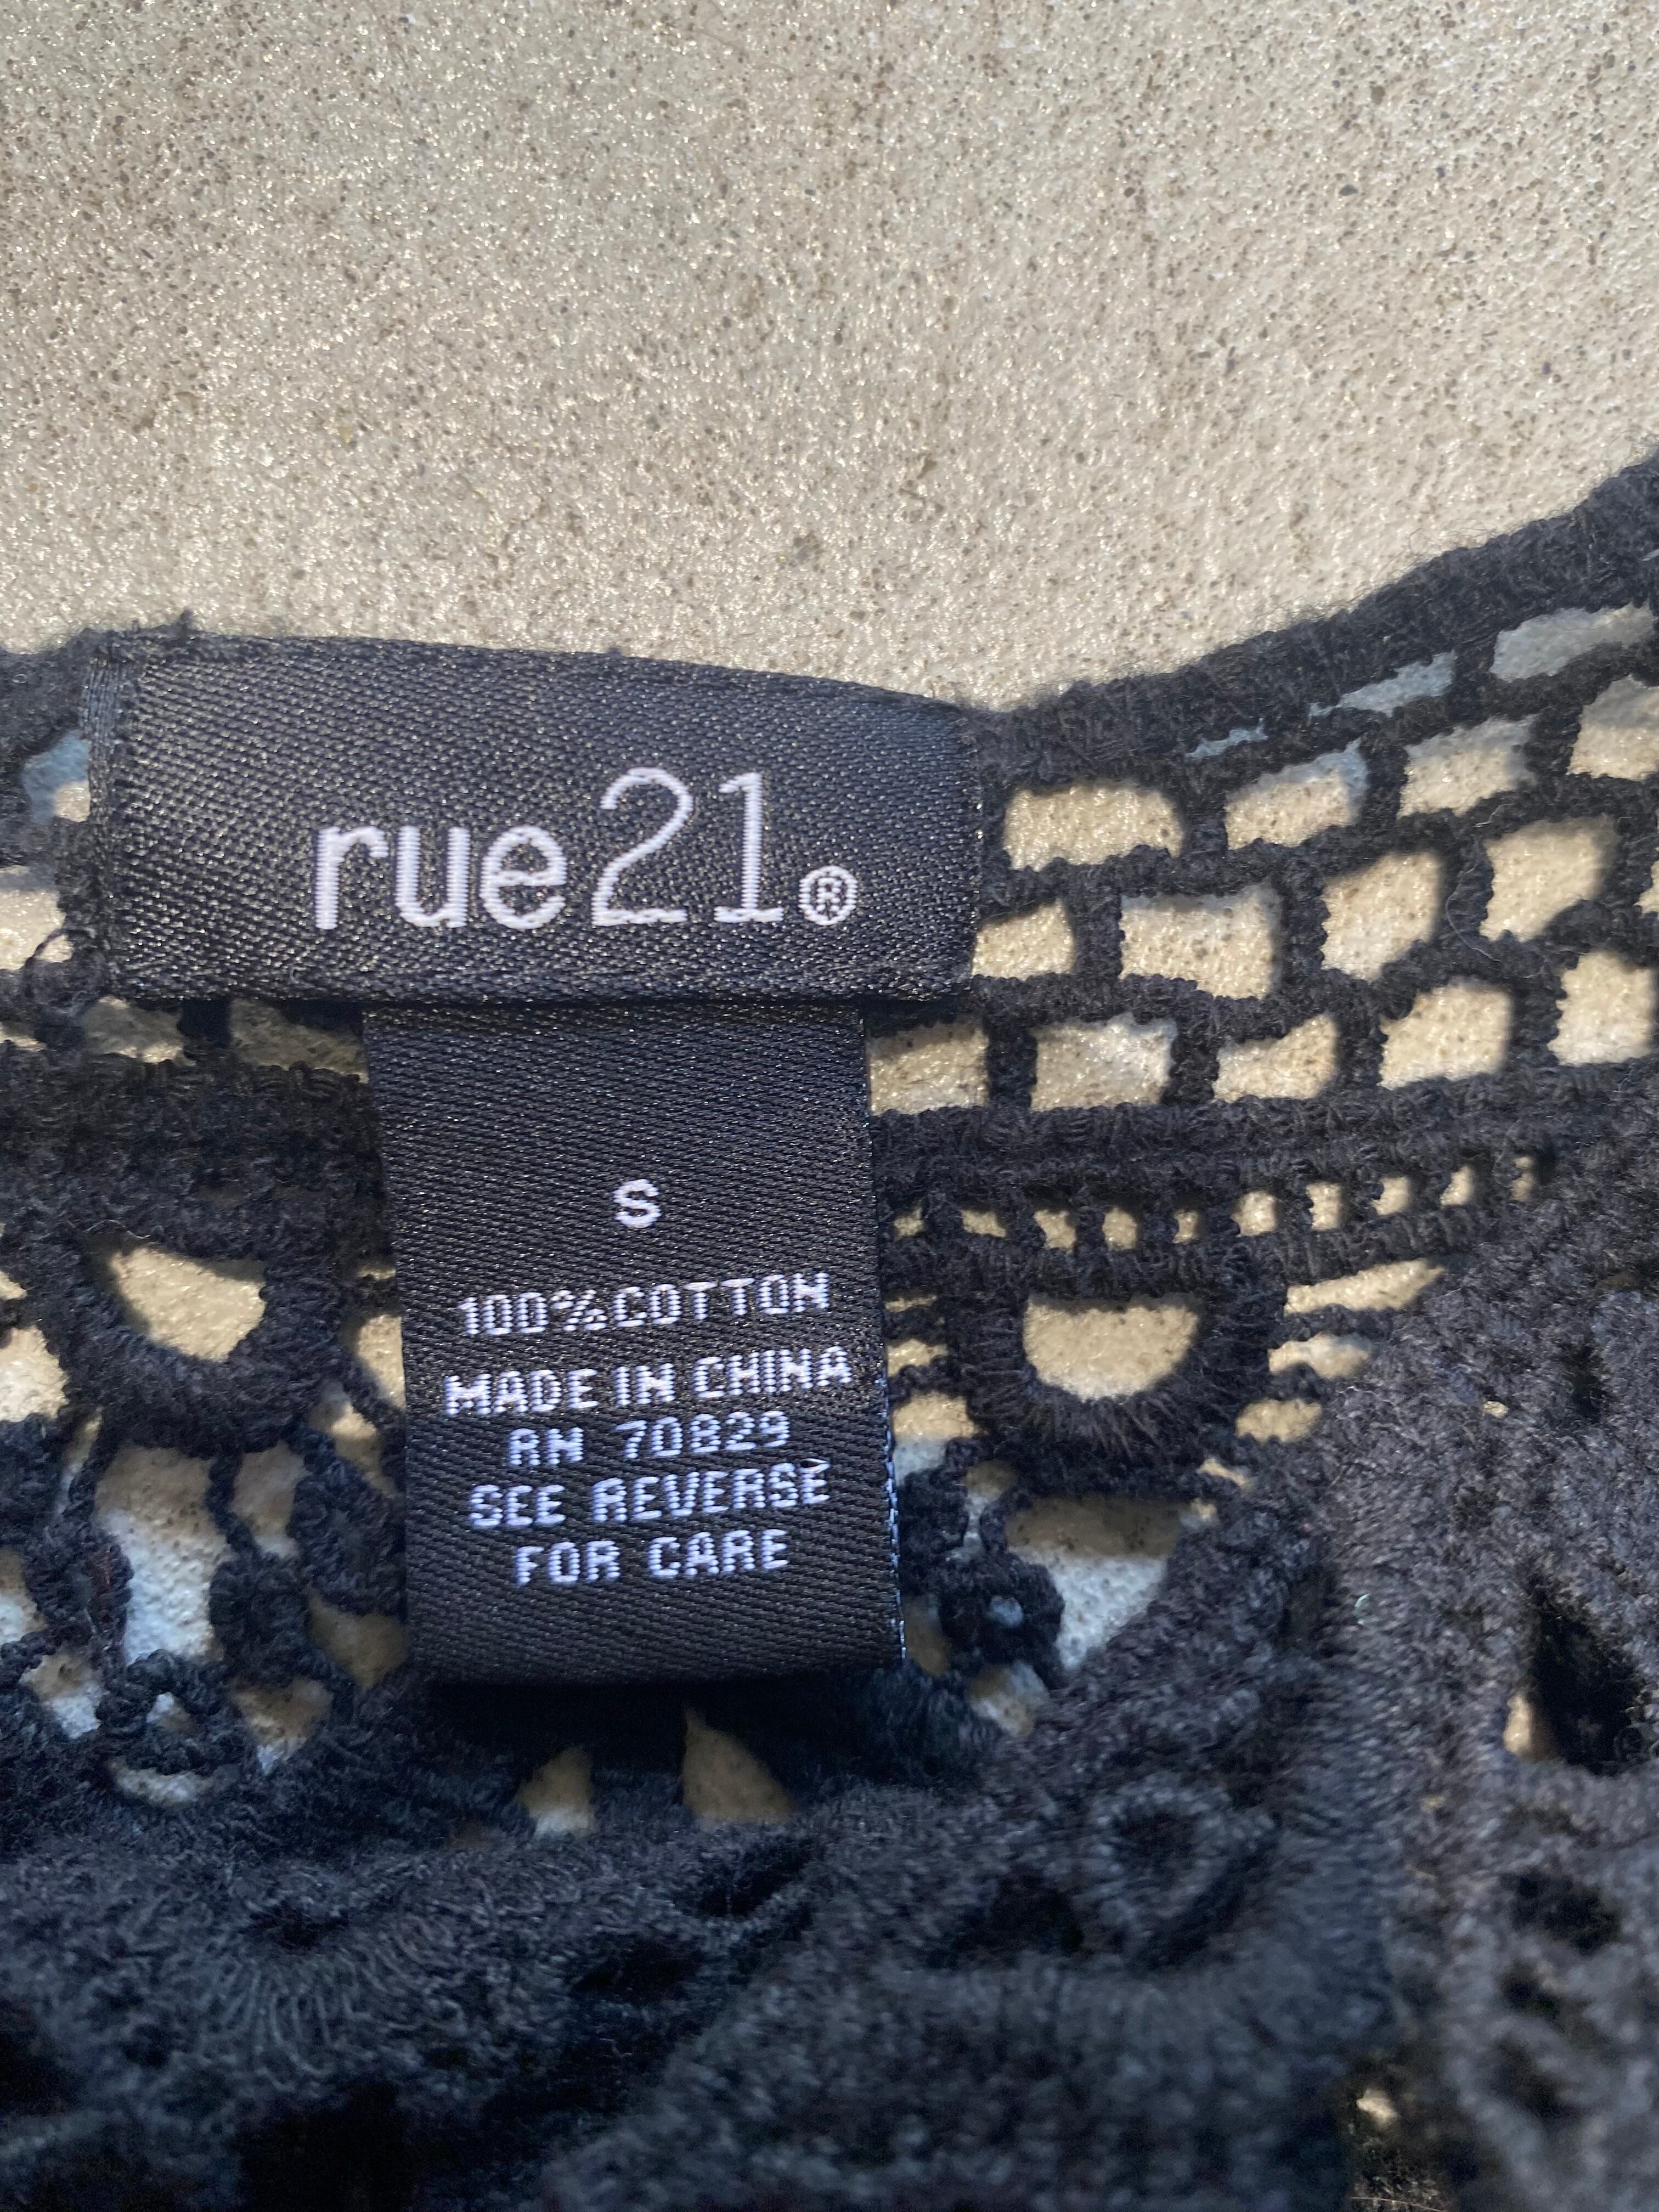 rue21®
S
100% COTTON
MADE IN CHINA
RN 70829
SEE REVERSE
FOR CARE